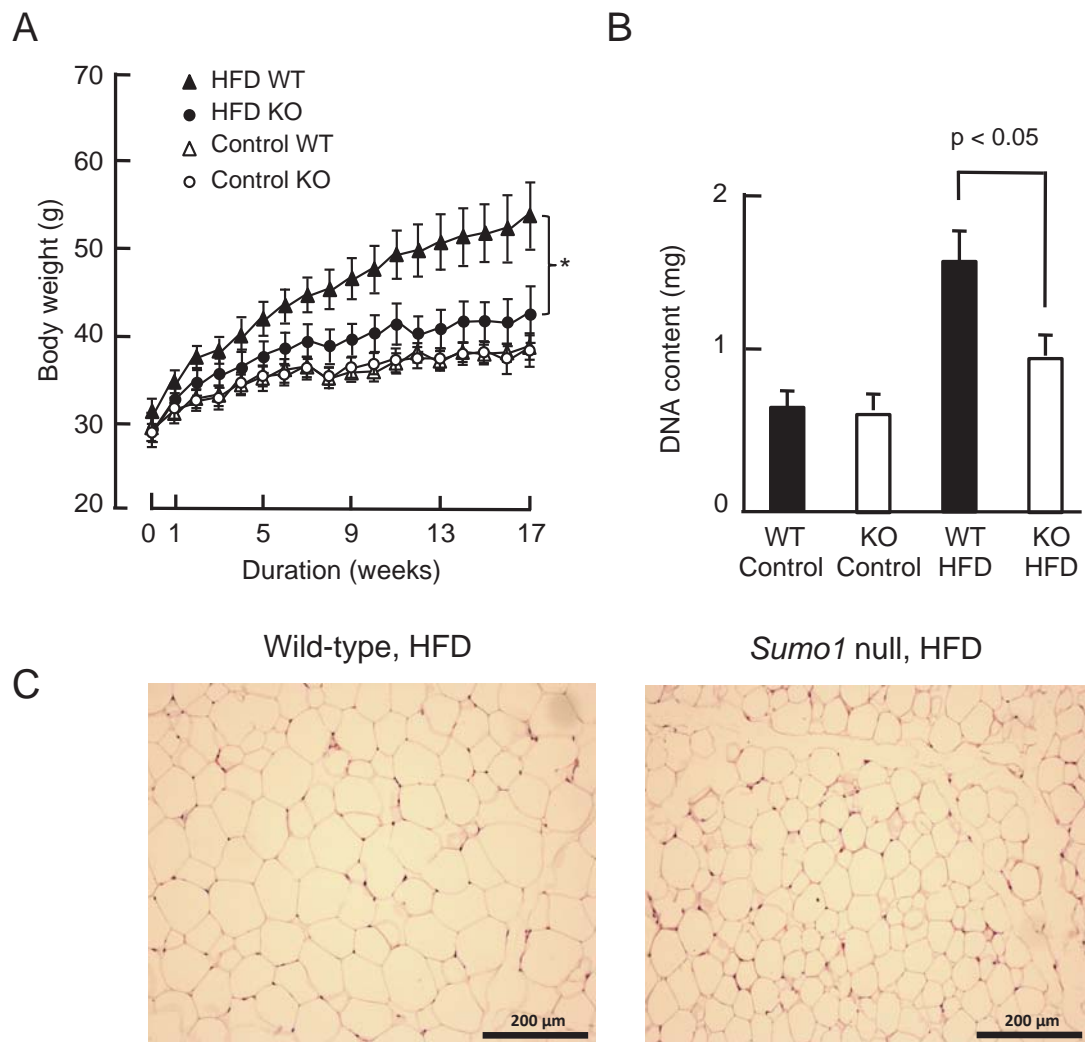 A
70
60
50
40
30
20
Body weight (g)
HFD WT
HFD KO
Control WT
Control KO
*
0 1 5 9 13 17
Duration (weeks)
B
p < 0.05
2
1
0
DNA content (mg)
WT KO WT KO
Control Control HFD HFD
C
Wild-type, HFD
Sumo1 null, HFD
200 µm
200 µm